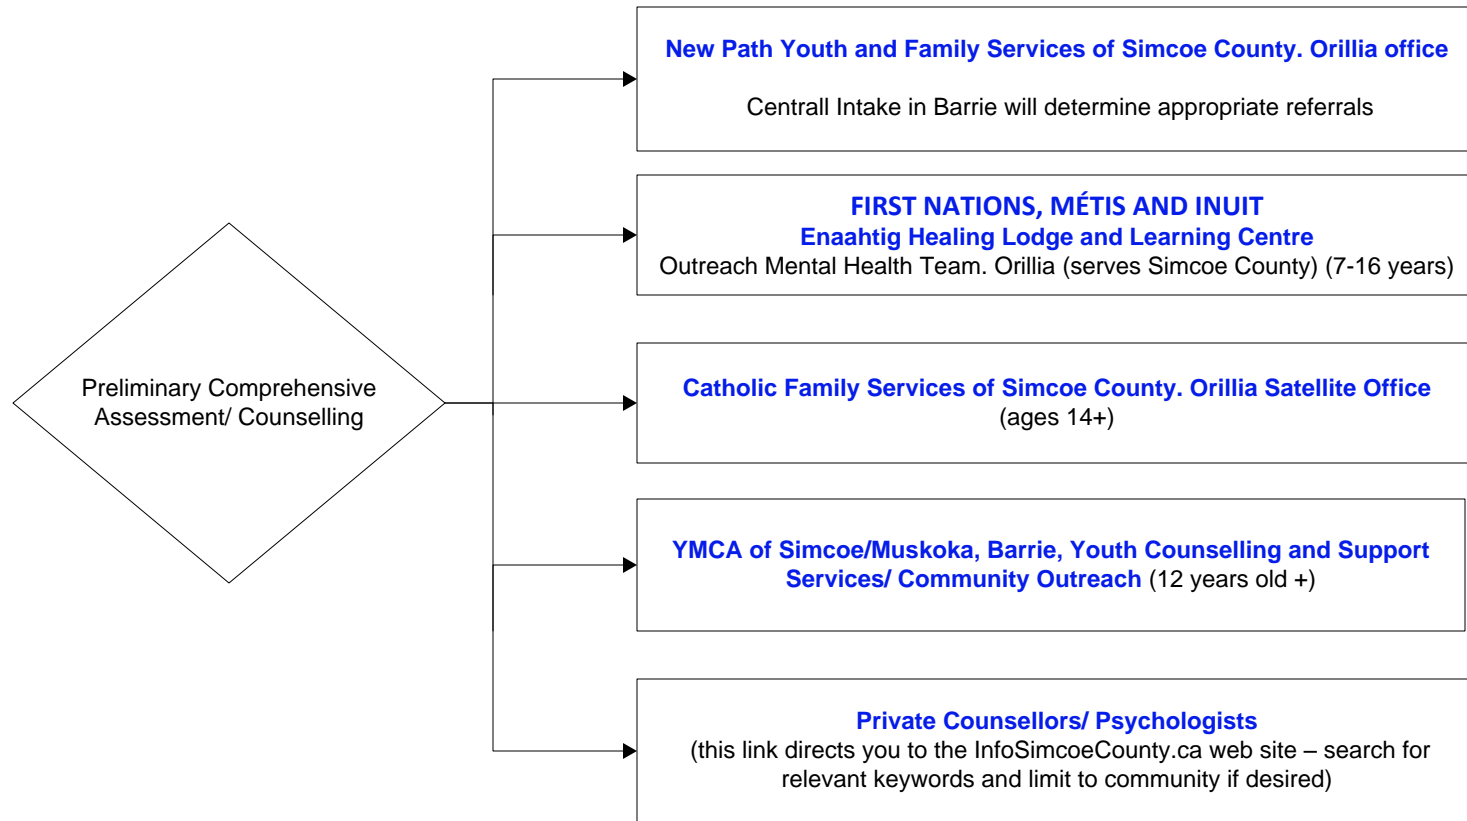 New Path Youth and Family Services of Simcoe County. Orillia office
Centrall Intake in Barrie will determine appropriate referrals
FIRST NATIONS, MÉTIS AND INUIT
Enaahtig Healing Lodge and Learning Centre
Outreach Mental Health Team. Orillia (serves Simcoe County) (7-16 years)
Preliminary Comprehensive
Assessment/ Counselling
Catholic Family Services of Simcoe County. Orillia Satellite Office
(ages 14+)
YMCA of Simcoe/Muskoka, Barrie, Youth Counselling and Support
Services/ Community Outreach (12 years old +)
Private Counsellors/ Psychologists
(this link directs you to the InfoSimcoeCounty.ca web site – search for
relevant keywords and limit to community if desired)